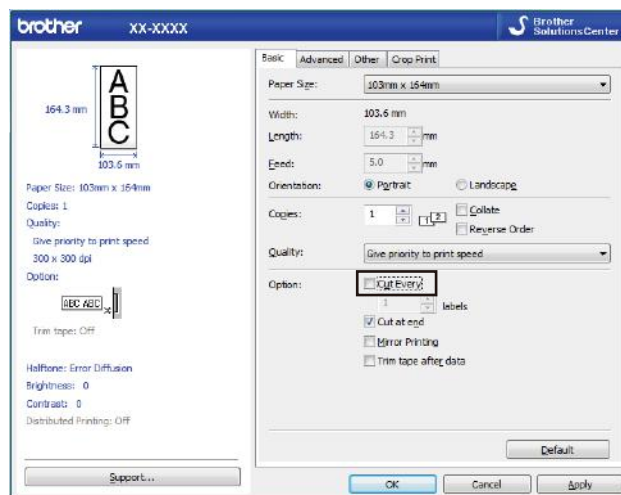 brother XX-XXXX Brother SolutionsCenter
164.3 mm
A
B
C
103.6 mm
Paper Size: 103mm x 164mm
Copies: 1
Quality:
Give priority to print speed
300 x 300 dpi
Option:
ABC ABC
Trim tape: Off
Halftone: Error Diffusion
Brightness: 0
Contrast: 0
Distributed Printing: Off
Support...
Basic Advanced Other Crop Print
Paper Size: 103mm x 164mm
Width: 103.6 mm
Length: 164.3 mm
Feed: 5.0 mm
Orientation: Portrait Landscape
Copies: 1 1 2 Collate
Reverse Order
Quality: Give priority to print speed
Option: Cut Every
1 labels
Cut at end
Mirror Printing
Trim tape after data
Default
OK Cancel Apply